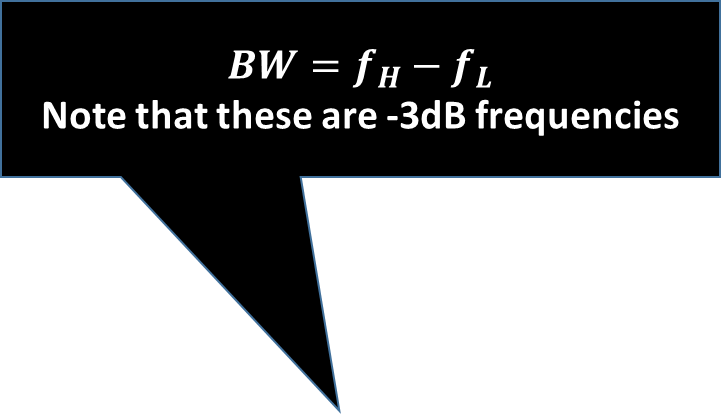 BW = f_H − f_L
Note that these are -3dB frequencies